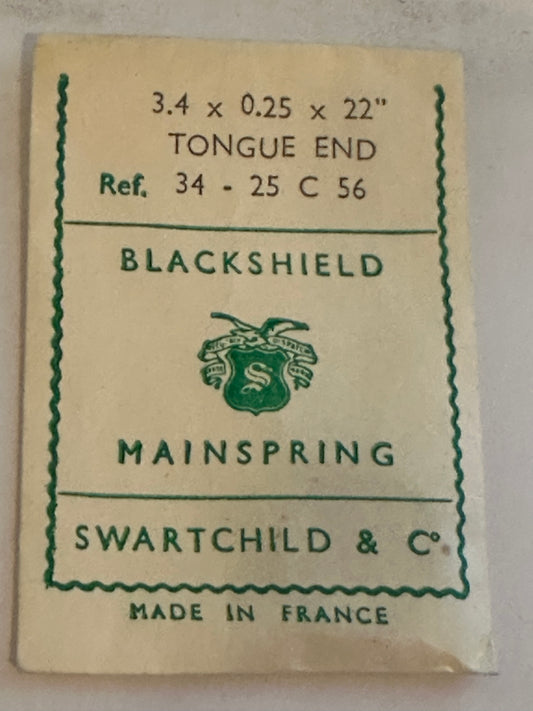 3.4 x 0.25 x 22"
TONGUE END
Ref. 34 - 25 C 56
BLACKSHIELD
S
MAINSPRING
SWARTCHILD & Cº
MADE IN FRANCE